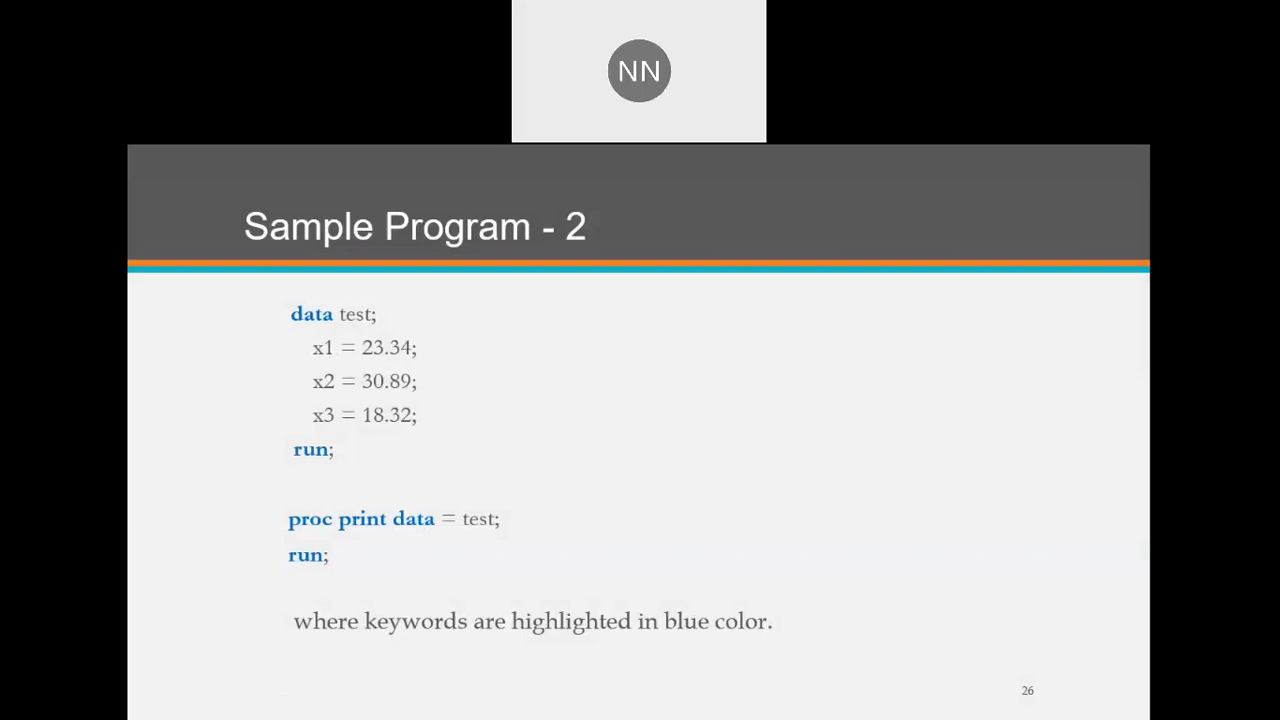 NN
Sample Program - 2
data test;
x1 = 23.34;
x2 = 30.89;
x3 = 18.32;
run;
proc print data = test;
run;
where keywords are highlighted in blue color.
26